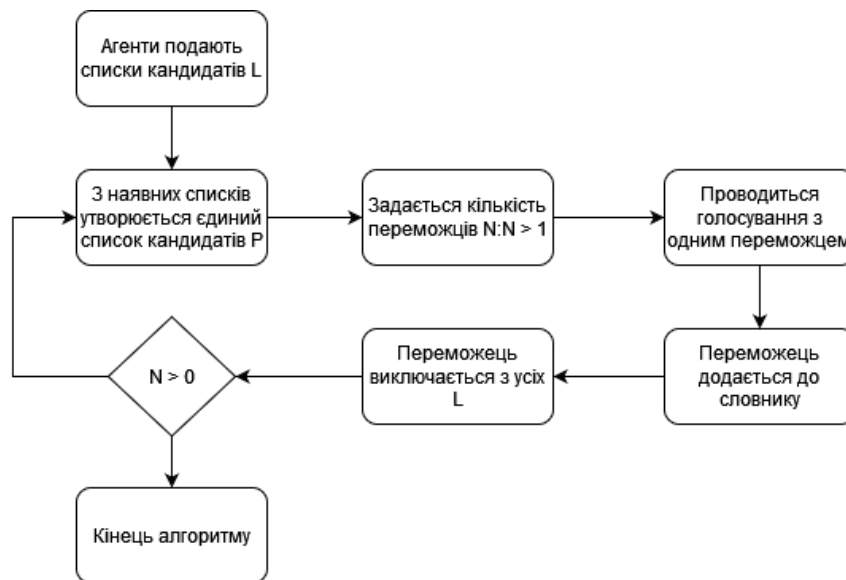 Агенти подають
списки кандидатів L
З наявних списків
утворюється єдиний
список кандидатів P
Задається кількість
переможців N:N > 1
Проводиться
голосування з
одним переможцем
Переможець
додається до
словнику
Переможець
виключається з усіх
L
N > 0
Кінець алгоритму